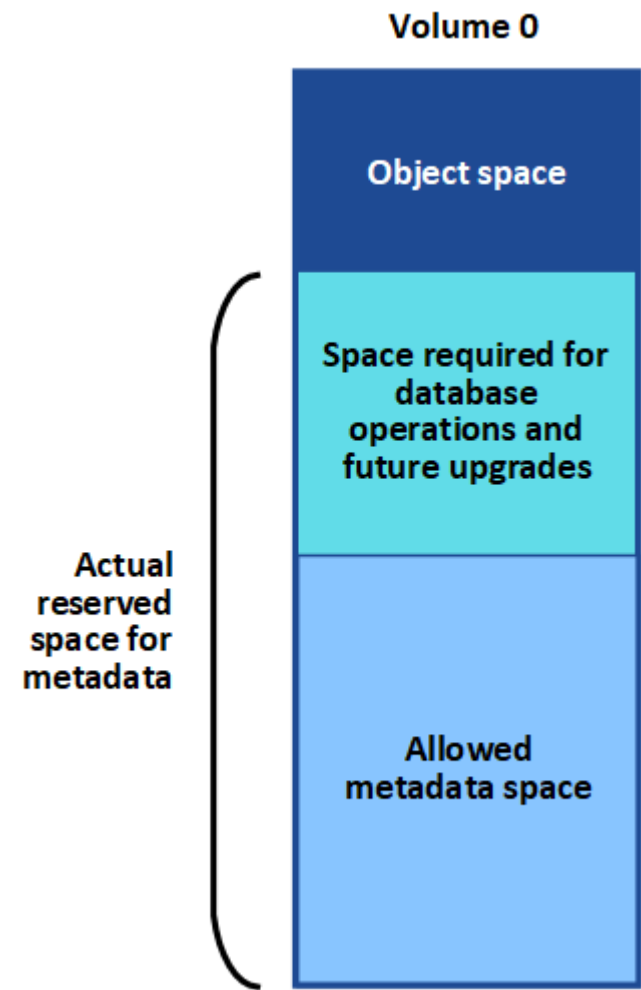 Volume 0
Object space
Space required for
database
operations and
future upgrades
Actual
reserved
space for
metadata
Allowed
metadata space